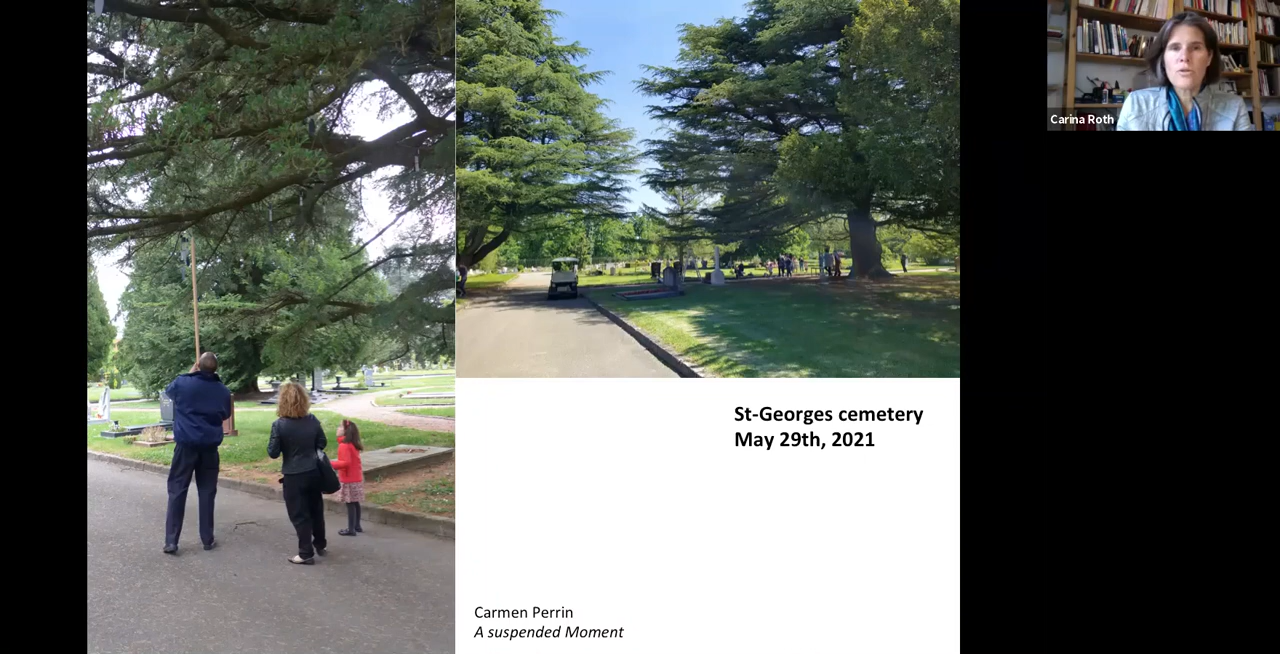 Carina Roth
St-Georges cemetery
May 29th, 2021
Carmen Perrin
A suspended Moment